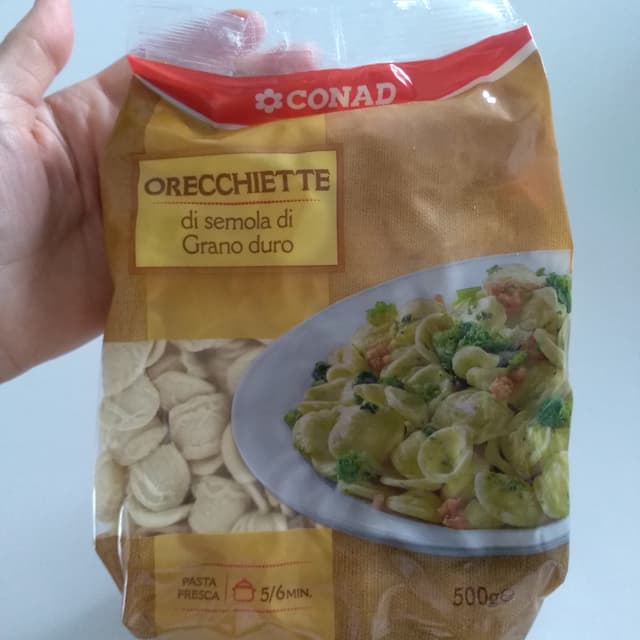 CONAD
ORECCHIETTE
di semola di
Grano duro
PASTA
FRESCA
5/6 MIN.
500g℮